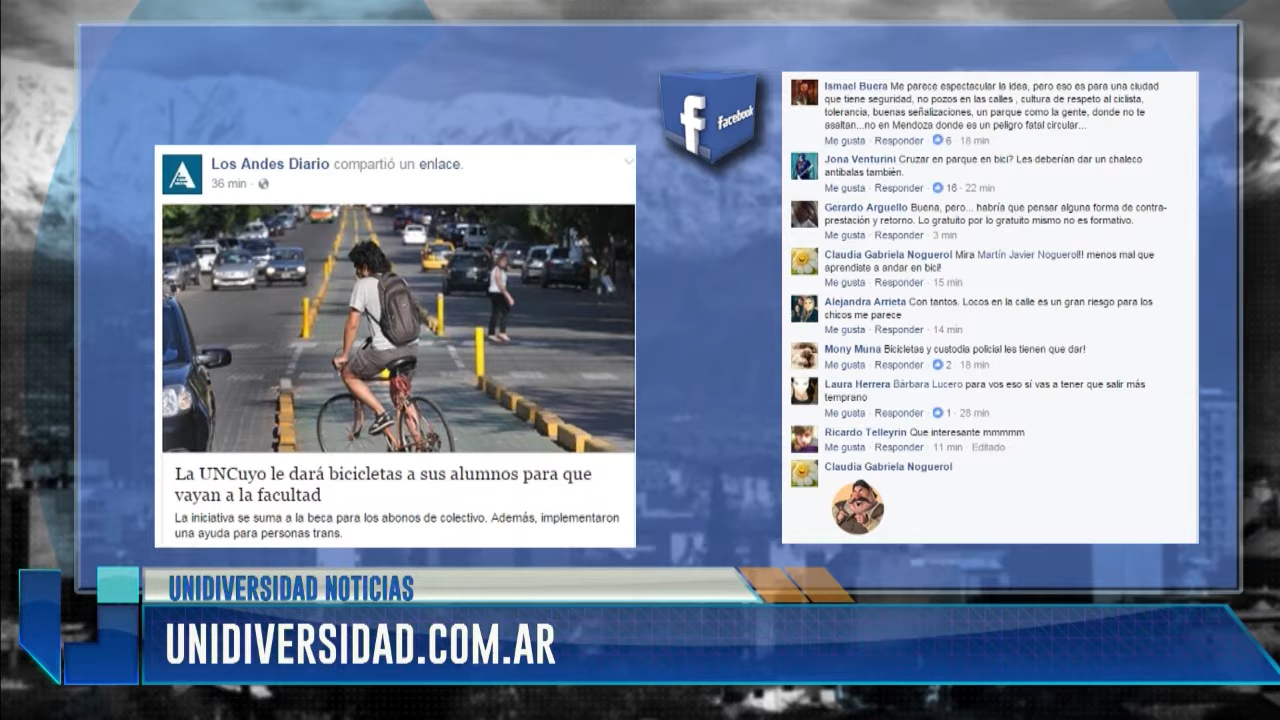 Los Andes Diario compartió un enlace.
36 min ·
La UNCuyo le dará bicicletas a sus alumnos para que
vayan a la facultad
La iniciativa se suma a la beca para los abonos de colectivo. Además, implementaron
una ayuda para personas trans.
f facebook
Ismael Buera Me parece espectacular la idea, pero eso es para una ciudad
que tiene seguridad, no pozos en las calles , cultura de respeto al ciclista,
tolerancia, buenas señalizaciones, un parque como la gente, donde no te
asaltan...no en Mendoza donde es un peligro fatal circular...
Me gusta · Responder · 6 · 18 min
Jona Venturini Cruzar en parque en bici? Les deberían dar un chaleco
antibalas también.
Me gusta · Responder · 16 · 22 min
Gerardo Arguello Buena, pero... habría que pensar alguna forma de contra-
prestación y retorno. Lo gratuito por lo gratuito mismo no es formativo.
Me gusta · Responder · 3 min
Claudia Gabriela Noguerol Mira Martín Javier Noguerol!! menos mal que
aprendiste a andar en bici!
Me gusta · Responder · 15 min
Alejandra Arrieta Con tantos. Locos en la calle es un gran riesgo para los
chicos me parece
Me gusta · Responder · 14 min
Mony Muna Bicicletas y custodia policial les tienen que dar!
Me gusta · Responder · 2 · 18 min
Laura Herrera Bárbara Lucero para vos eso sí vas a tener que salir más
temprano
Me gusta · Responder · 1 · 28 min
Ricardo Telleyrin Que interesante mmmmm
Me gusta · Responder · 11 min · Editado
Claudia Gabriela Noguerol
UNIDIVERSIDAD NOTICIAS
UNIDIVERSIDAD.COM.AR